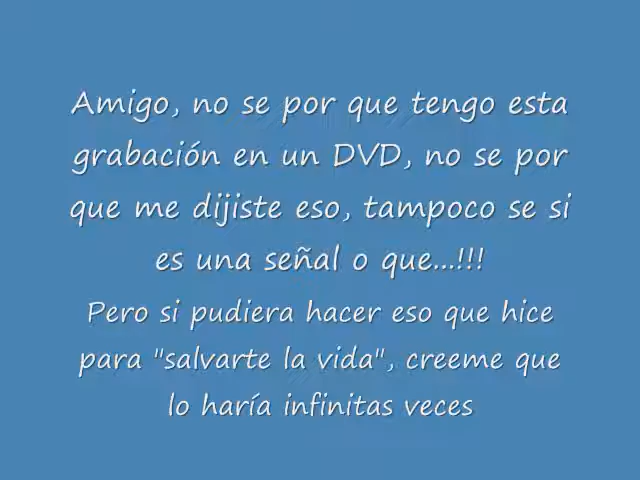 Amigo, no se por que tengo esta
grabación en un DVD, no se por
que me dijiste eso, tampoco se si
es una señal o que...!!!
Pero si pudiera hacer eso que hice
para "salvarte la vida", creeme que
lo haría infinitas veces